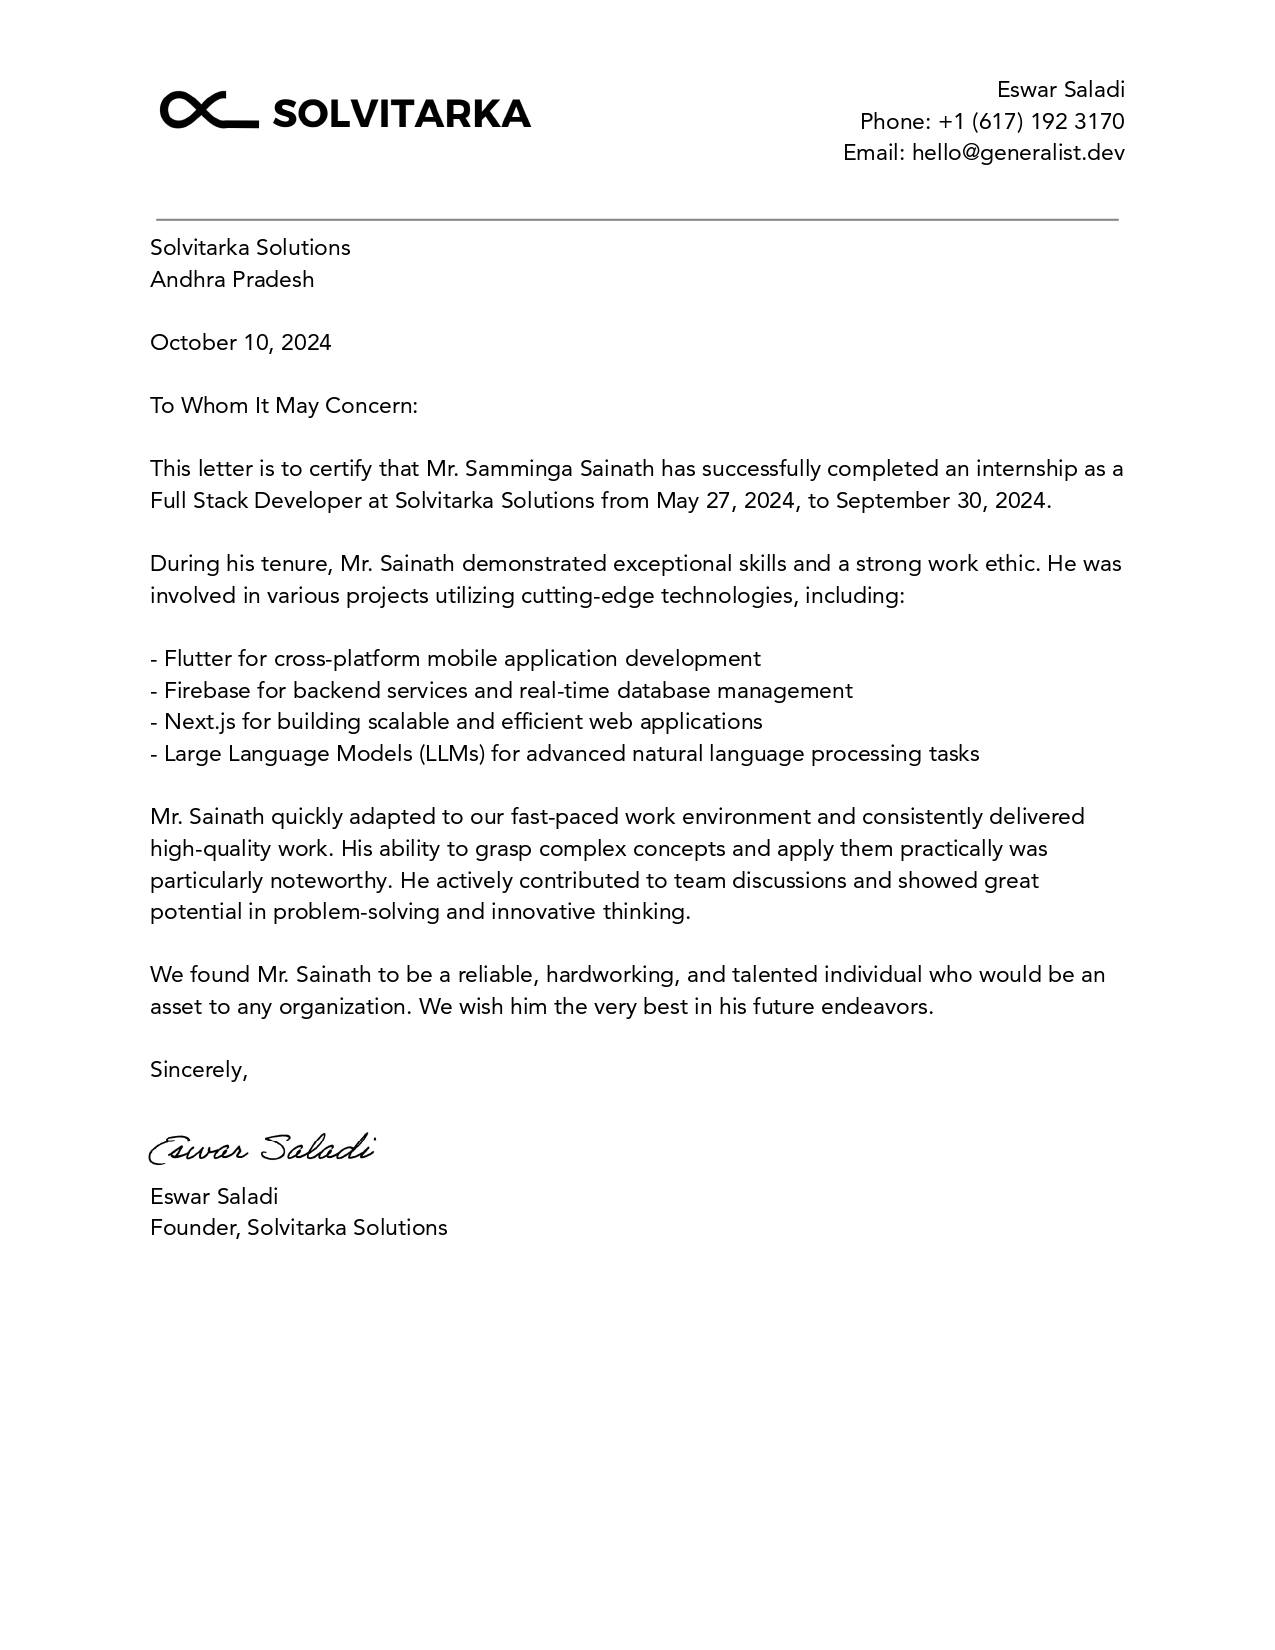 SOLVITARKA
Eswar Saladi
Phone: +1 (617) 192 3170
Email: hello@generalist.dev
Solvitarka Solutions
Andhra Pradesh
October 10, 2024
To Whom It May Concern:
This letter is to certify that Mr. Samminga Sainath has successfully completed an internship as a
Full Stack Developer at Solvitarka Solutions from May 27, 2024, to September 30, 2024.
During his tenure, Mr. Sainath demonstrated exceptional skills and a strong work ethic. He was
involved in various projects utilizing cutting-edge technologies, including:
- Flutter for cross-platform mobile application development
- Firebase for backend services and real-time database management
- Next.js for building scalable and efficient web applications
- Large Language Models (LLMs) for advanced natural language processing tasks
Mr. Sainath quickly adapted to our fast-paced work environment and consistently delivered
high-quality work. His ability to grasp complex concepts and apply them practically was
particularly noteworthy. He actively contributed to team discussions and showed great
potential in problem-solving and innovative thinking.
We found Mr. Sainath to be a reliable, hardworking, and talented individual who would be an
asset to any organization. We wish him the very best in his future endeavors.
Sincerely,
Eswar Saladi
Eswar Saladi
Founder, Solvitarka Solutions